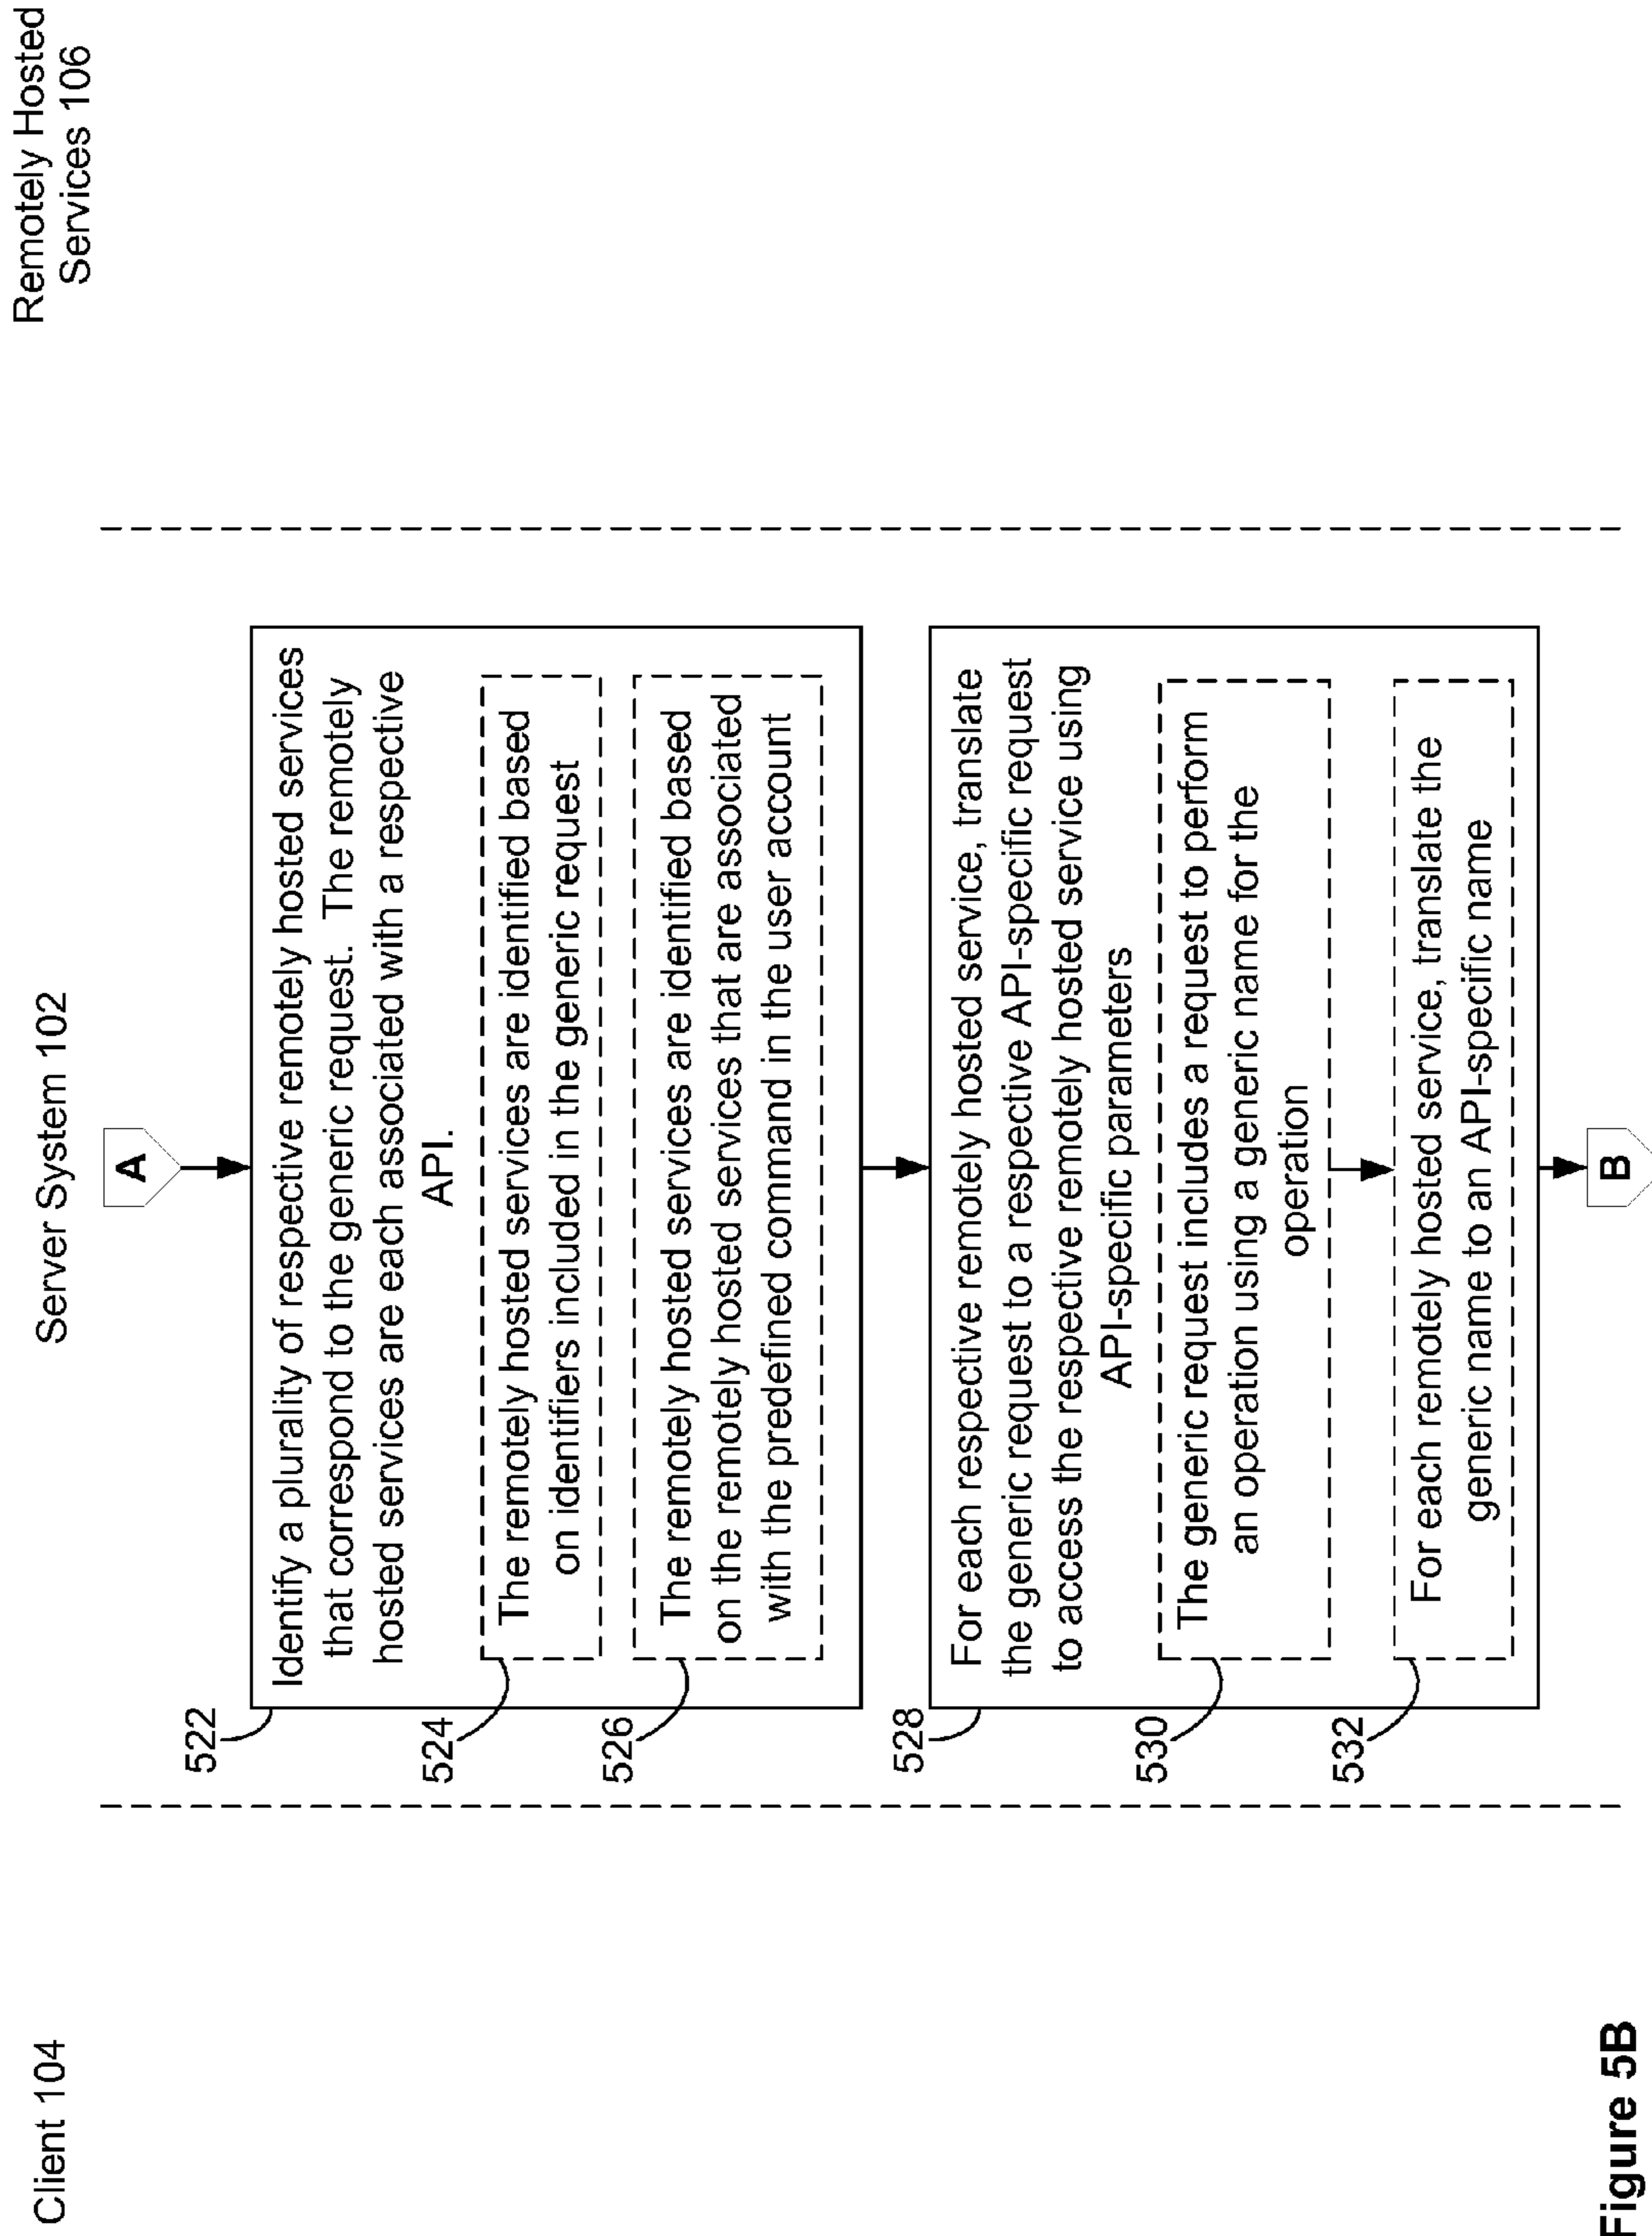 Client 104
Server System 102
Remotely Hosted
Services 106
A
522
Identify a plurality of respective remotely hosted services
that correspond to the generic request. The remotely
hosted services are each associated with a respective
API.
524
The remotely hosted services are identified based
on identifiers included in the generic request
526
The remotely hosted services are identified based
on the remotely hosted services that are associated
with the predefined command in the user account
528
For each respective remotely hosted service, translate
the generic request to a respective API-specific request
to access the respective remotely hosted service using
API-specific parameters
530
The generic request includes a request to perform
an operation using a generic name for the
operation
532
For each remotely hosted service, translate the
generic name to an API-specific name
B
Figure 5B